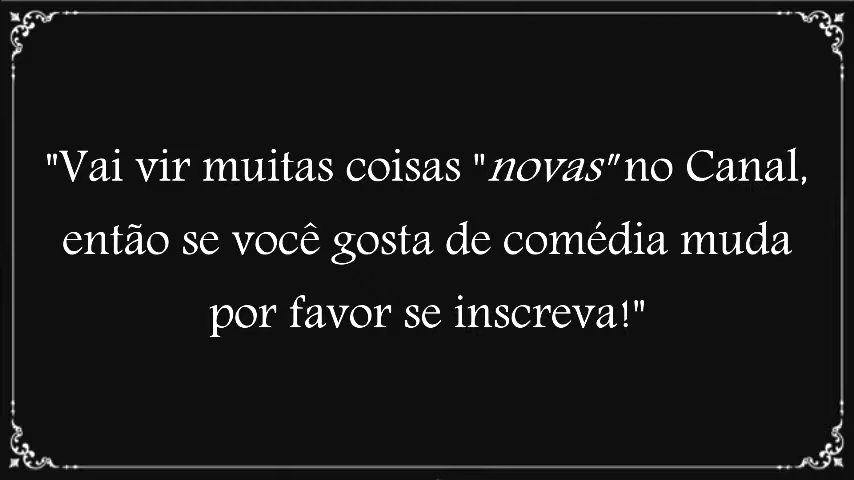 "Vai vir muitas coisas "novas" no Canal,
então se você gosta de comédia muda
por favor se inscreva!"